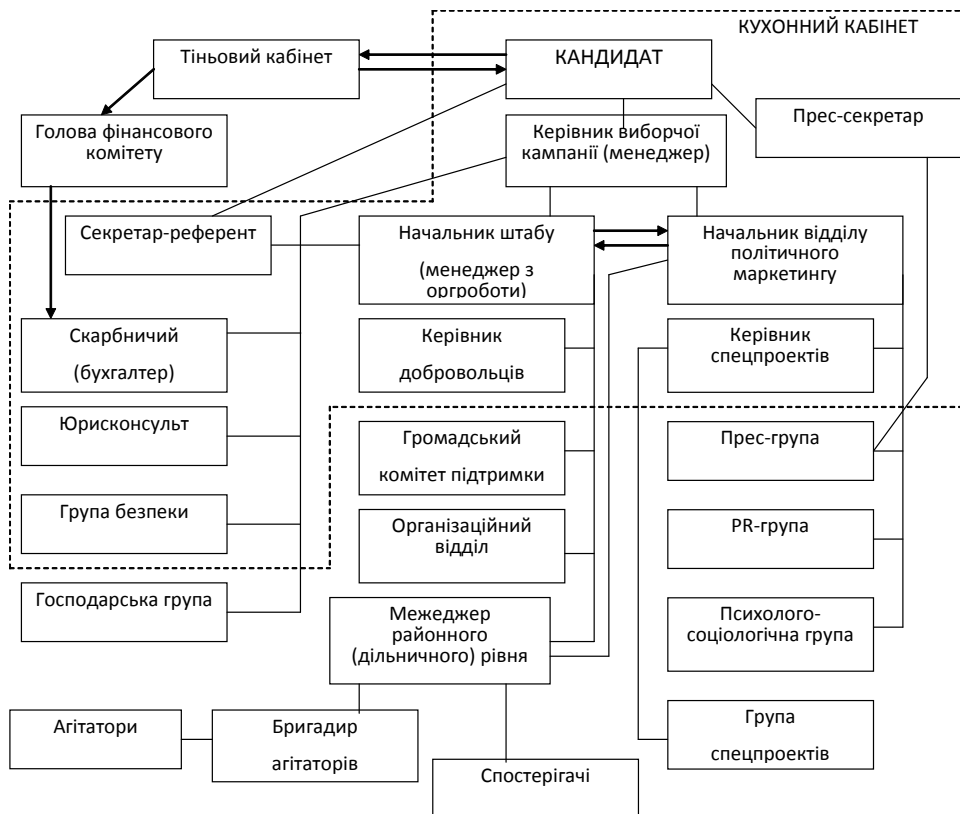 КУХОННИЙ КАБІНЕТ
Тіньовий кабінет
КАНДИДАТ
Прес-секретар
Голова фінансового
комітету
Керівник виборчої
кампанії (менеджер)
Секретар-референт
Начальник штабу
(менеджер з
оргроботи)
Начальник відділу
політичного
маркетингу
Скарбничий
(бухгалтер)
Керівник
добровольців
Керівник
спецпроектів
Юрисконсульт
Громадський
комітет підтримки
Прес-група
Група безпеки
Організаційний
відділ
PR-група
Господарська група
Межеджер
районного
(дільничного) рівня
Психолого-
соціологічна група
Агітатори
Бригадир
агітаторів
Група
спецпроектів
Спостерігачі